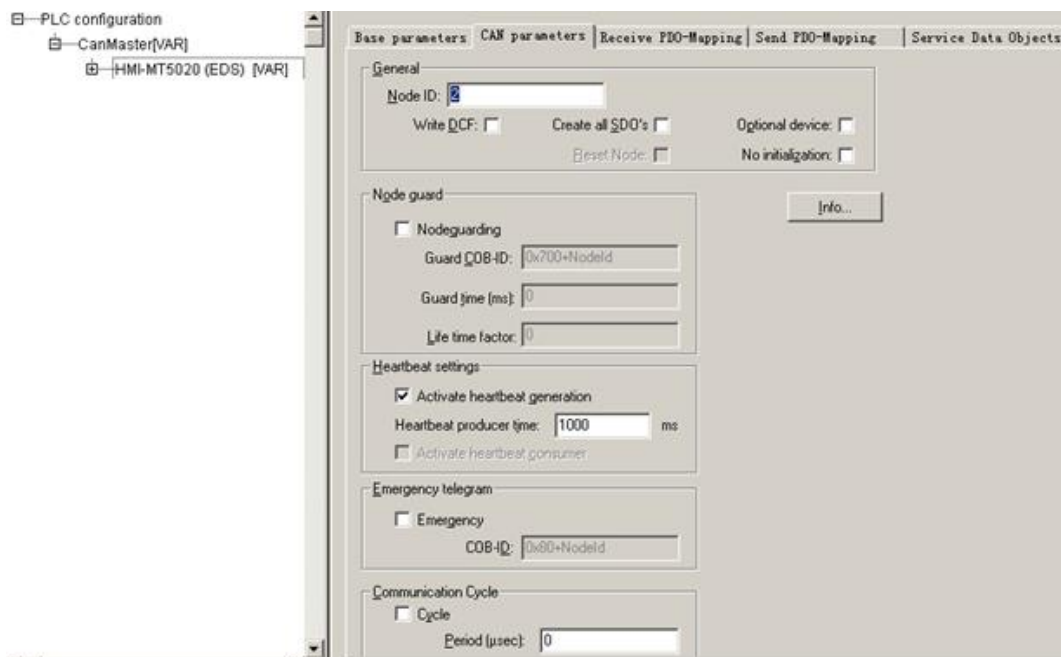 PLC configuration
CanMaster[VAR]
HMI-MT5020 (EDS) [VAR]
Base parameters CAN parameters Receive PDO-Mapping Send PDO-Mapping Service Data Objects
General
Node ID: 2
Write DCF: Create all SDO's Optional device:
Reset Node: No initialization:
Node guard
Info...
Nodeguarding
Guard COB-ID: 0x700+NodeId
Guard time (ms): 0
Life time factor: 0
Heartbeat settings
Activate heartbeat generation
Heartbeat producer time: 1000 ms
Activate heartbeat consumer
Emergency telegram
Emergency
COB-ID: 0x80+NodeId
Communication Cycle
Cycle
Period (µsec): 0